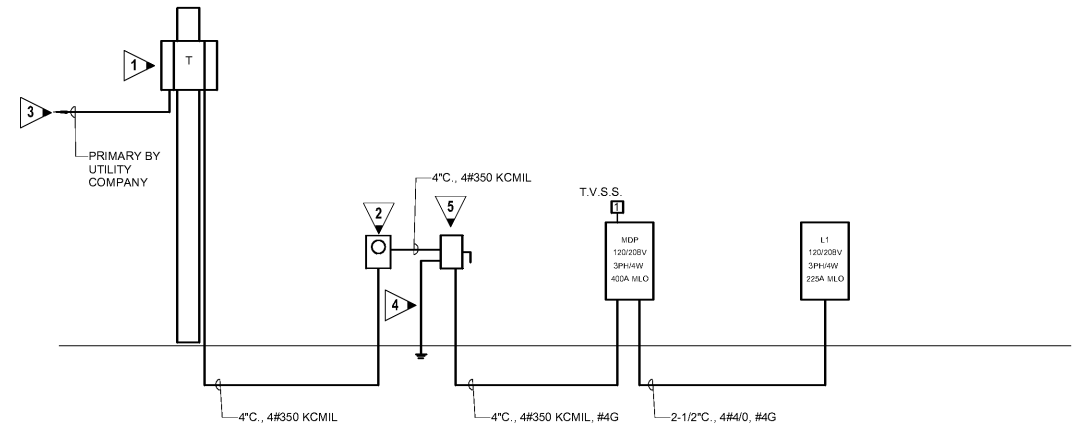 T
1
3
PRIMARY BY
UTILITY
COMPANY
4"C., 4#350 KCMIL
T.V.S.S.
2
5
1
MDP
120/208V
3PH/4W
400A MLO
L1
120/208V
3PH/4W
225A MLO
4
4"C., 4#350 KCMIL
4"C., 4#350 KCMIL, #4G
2-1/2"C., 4#4/0, #4G